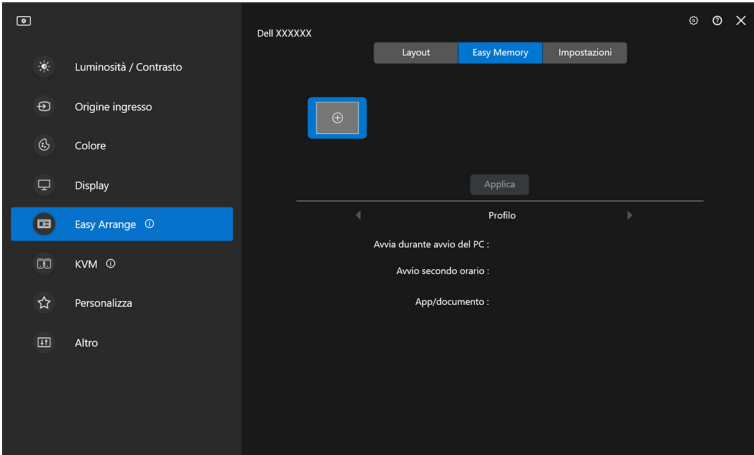 Dell XXXXXX
Layout
Easy Memory
Impostazioni
Luminosità / Contrasto
Origine ingresso
Colore
Display
Easy Arrange
KVM
Personalizza
Altro
Applica
Profilo
Avvia durante avvio del PC :
Avvio secondo orario :
App/documento :